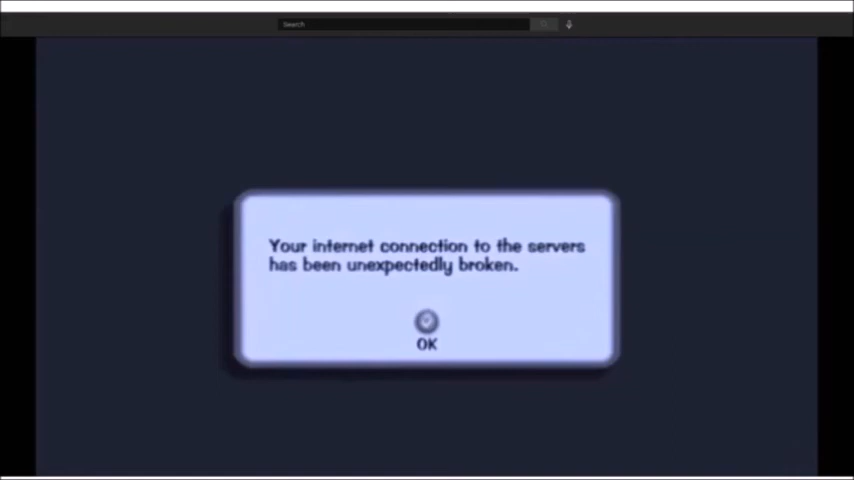 Search
Your internet connection to the servers
has been unexpectedly broken.
OK